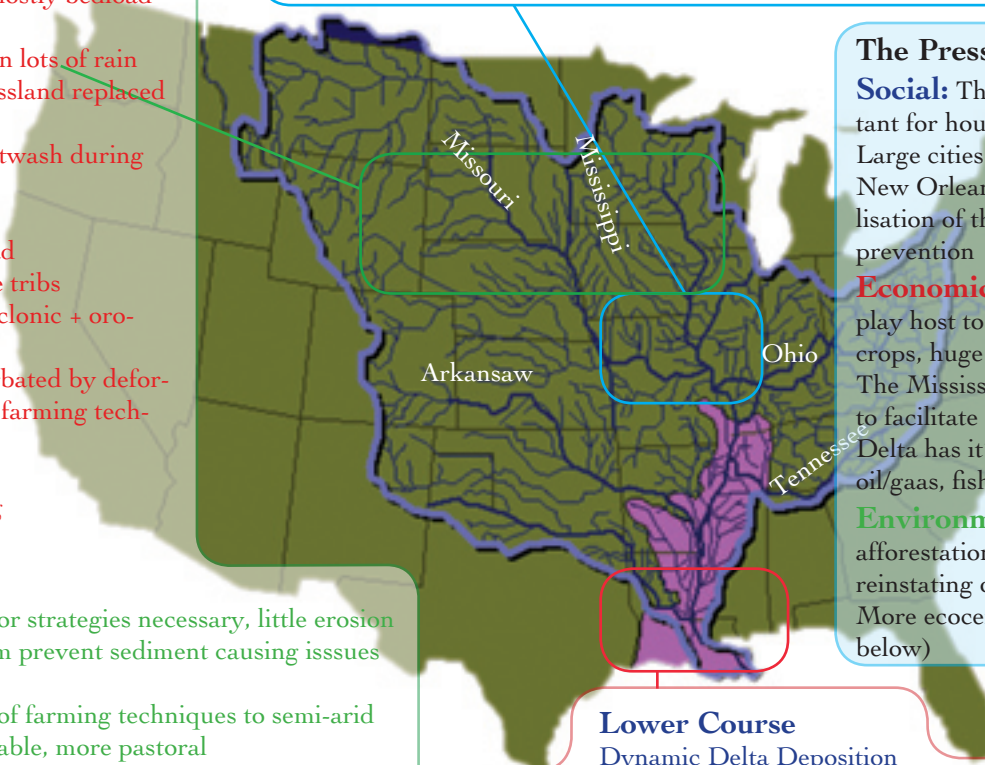 ostly bedload
n lots of rain
ssland replaced
twash during
d
e tribs
clonic + oro-
bated by defor-
farming tech-
g
or strategies necessary, little erosion
m prevent sediment causing isssues
of farming techniques to semi-arid
able, more pastoral
Missouri
Mississippi
Arkansaw
Ohio
Tennessee
The Press
Social: Th
tant for hou
Large cities
New Orlean
lisation of th
prevention
Economic
play host to
crops, huge
The Mississ
to facilitate
Delta has it
oil/gaas, fish
Environm
afforestation
reinstating c
More ecoce
below)
Lower Course
Dynamic Delta Deposition